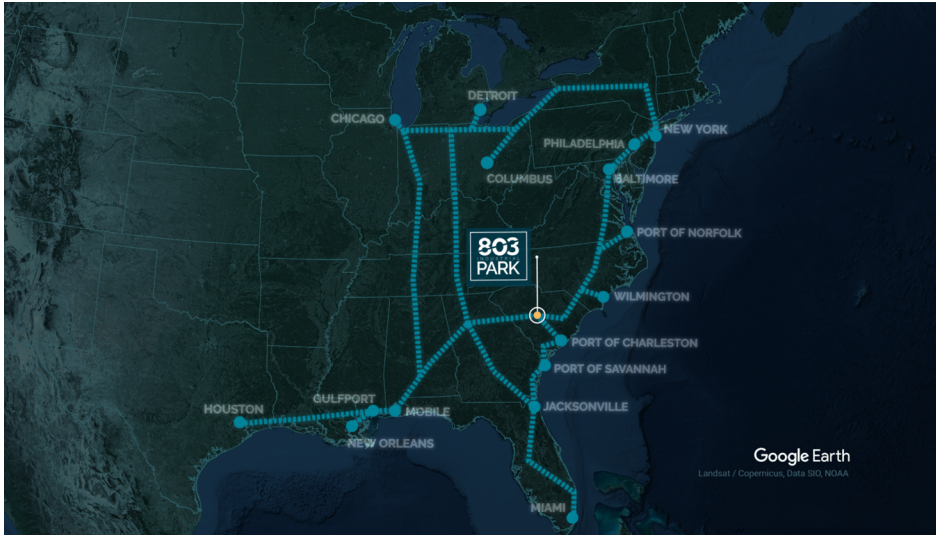 DETROIT
CHICAGO
NEW YORK
PHILADELPHIA
COLUMBUS
BALTIMORE
PORT OF NORFOLK
803
INDUSTRIAL
PARK
WILMINGTON
PORT OF CHARLESTON
PORT OF SAVANNAH
GULFPORT
HOUSTON
MOBILE
JACKSONVILLE
NEW ORLEANS
Google Earth
Landsat / Copernicus, Data SIO, NOAA
MIAMI